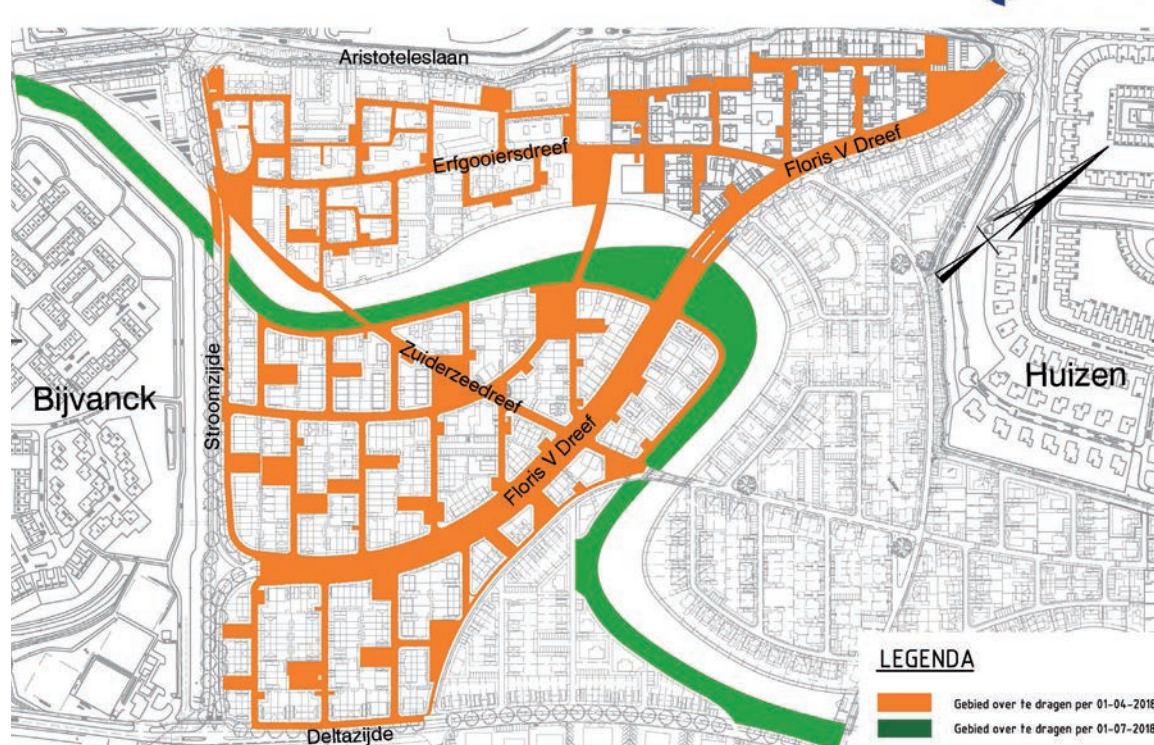 Aristoteleslaan
Erfgooiersdreef
Floris V Dreef
Bijvanck
Stroomzijde
Zuiderzeedreef
Huizen
Floris V Dreef
Deltazijde
LEGENDA
Gebied over te dragen per 01-04-2018
Gebied over te dragen per 01-07-2018